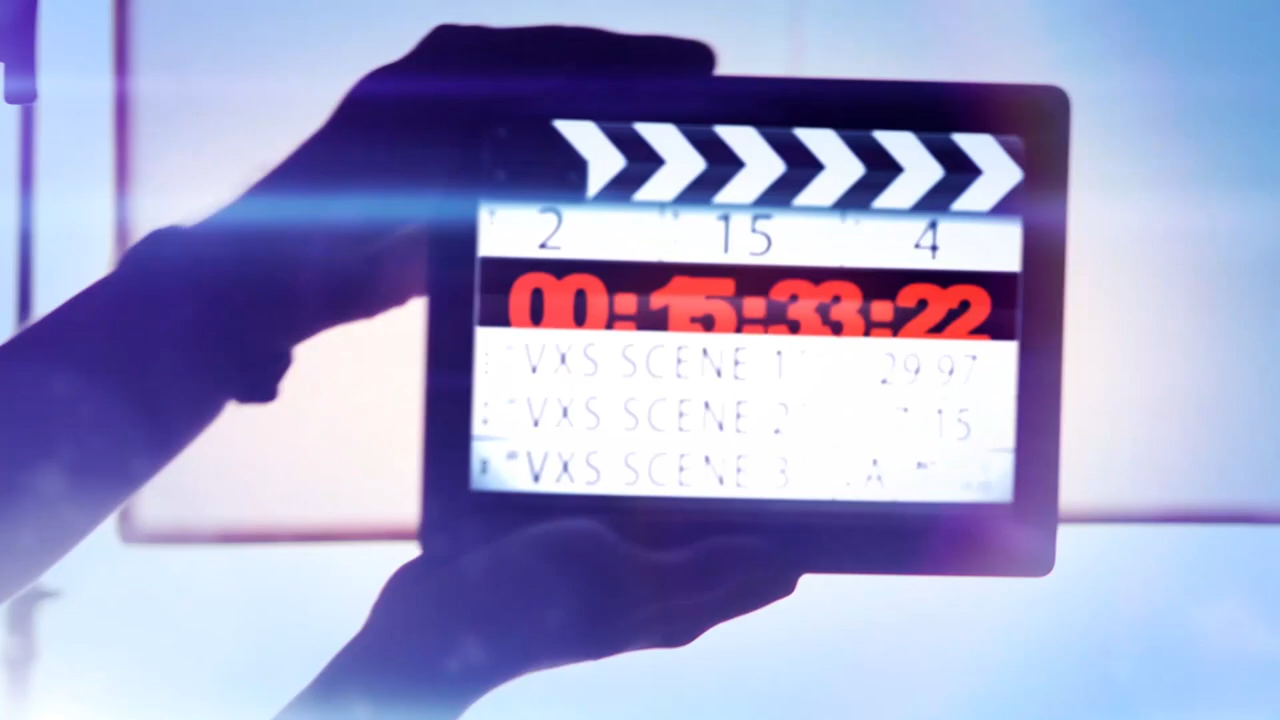 2 15 4
00:15:33:22
VXS SCENE 1 29 97
VXS SCENE 2 15
VXS SCENE 3 A